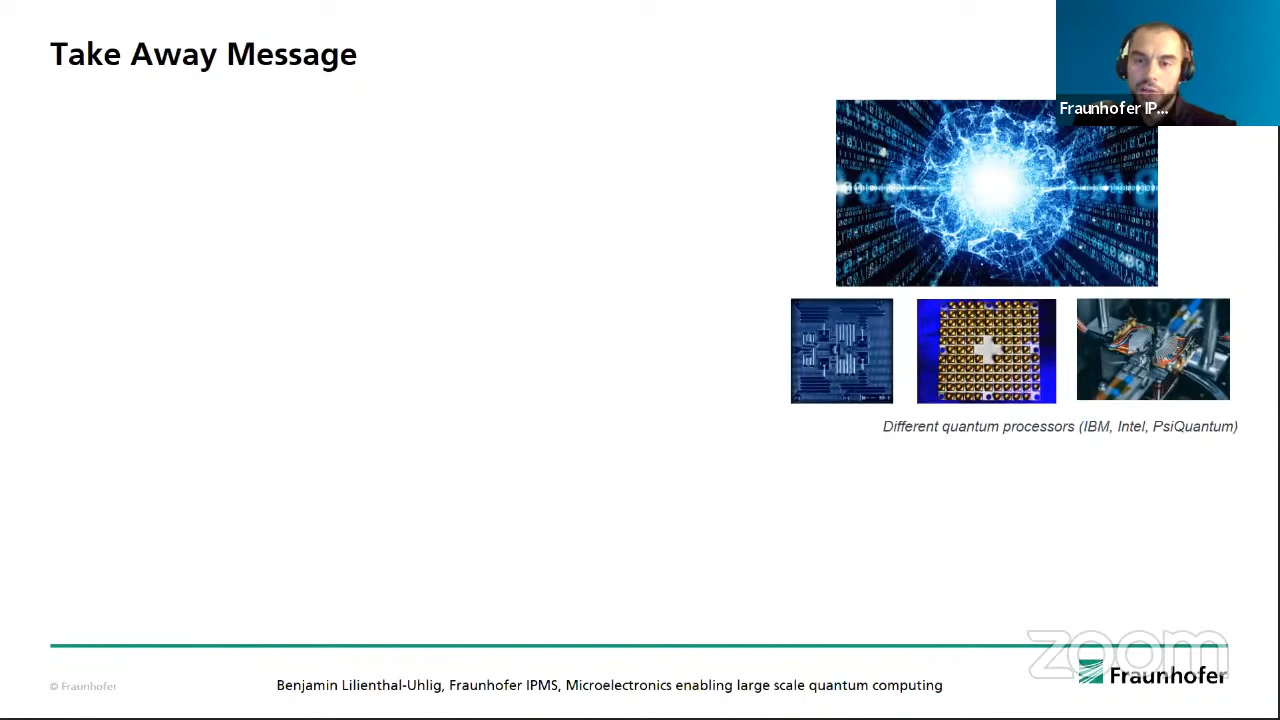 Take Away Message
Fraunhofer IP...
Different quantum processors (IBM, Intel, PsiQuantum)
zoom
Fraunhofer
© Fraunhofer
Benjamin Lilienthal-Uhlig, Fraunhofer IPMS, Microelectronics enabling large scale quantum computing